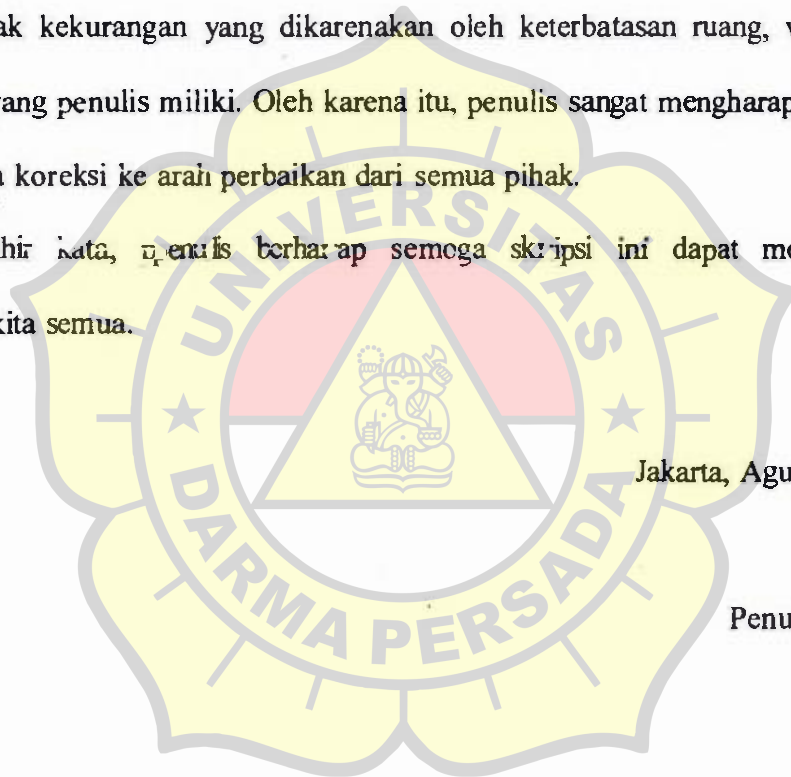 ak kekurangan yang dikarenakan oleh keterbatasan ruang, w
yang penulis miliki. Oleh karena itu, penulis sangat mengharap
koreksi ke arah perbaikan dari semua pihak.
hir kata, penulis berharap semoga skripsi ini dapat me
kita semua.
Jakarta, Agu
Penu
UNIVERSITAS
DARMA PERSADA